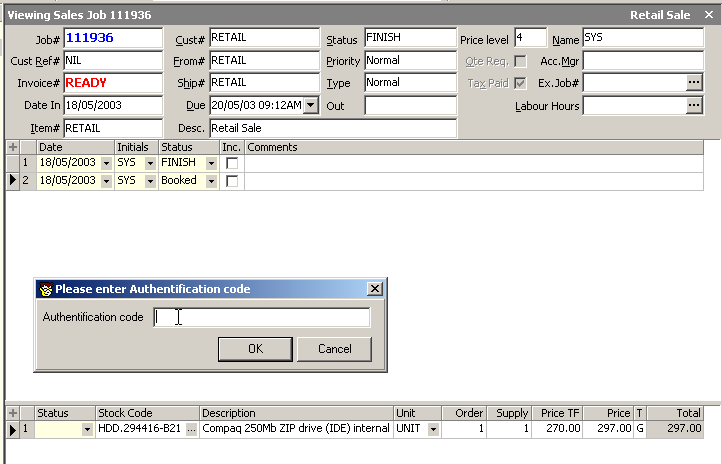 Viewing Sales Job 111936 Retail Sale
Job# 111936 Cust# RETAIL Status FINISH Price level 4 Name SYS
Cust Ref# NIL From# RETAIL Priority Normal Qte Req. Acc.Mgr
Invoice# READY Ship# RETAIL Type Normal Tax Paid Ex.Job# ...
Date In 18/05/2003 Due 20/05/03 09:12AM Out Labour Hours ...
Item# RETAIL Desc. Retail Sale
Date Initials Status Inc. Comments
1 18/05/2003 SYS FINISH
2 18/05/2003 SYS Booked
Please enter Authentification code
Authentification code
OK Cancel
Status Stock Code Description Unit Order Supply Price TF Price T Total
1 HDD.294416-B21 ... Compaq 250Mb ZIP drive (IDE) internal UNIT 1 1 270.00 297.00 G 297.00